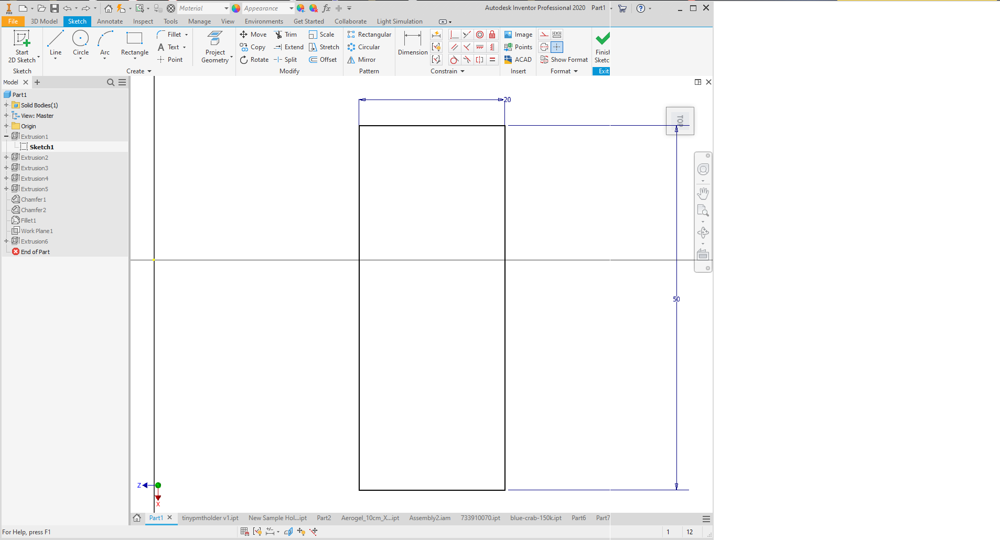 I
PRO
Material
Appearance
fx
Autodesk Inventor Professional 2020 Part1
File 3D Model Sketch Annotate Inspect Tools Manage View Environments Get Started Collaborate Light Simulation
Start
2D Sketch
Line
Circle
Arc
Rectangle
Fillet
A Text
Point
Project
Geometry
Move
Copy
Rotate
Trim
Extend
Split
Scale
Stretch
Offset
Rectangular
Circular
Mirror
Dimension
Image
Points
ACAD
Show Format
Finish
Sketc
Sketch Create Modify Pattern Constrain Insert Format Exit
Model
Part1
Solid Bodies(1)
View: Master
Origin
Extrusion1
Sketch1
Extrusion2
Extrusion3
Extrusion4
Extrusion5
Chamfer1
Chamfer2
Fillet1
Work Plane1
Extrusion6
End of Part
20
TOP
50
Z
X
Part1 tinypmtholder v1.ipt New Sample Hol...ipt Part2 Aerogel_10cm_X...ipt Assembly2.iam 733910070.ipt blue-crab-150k.ipt Part6 Part7
For Help, press F1
1 12